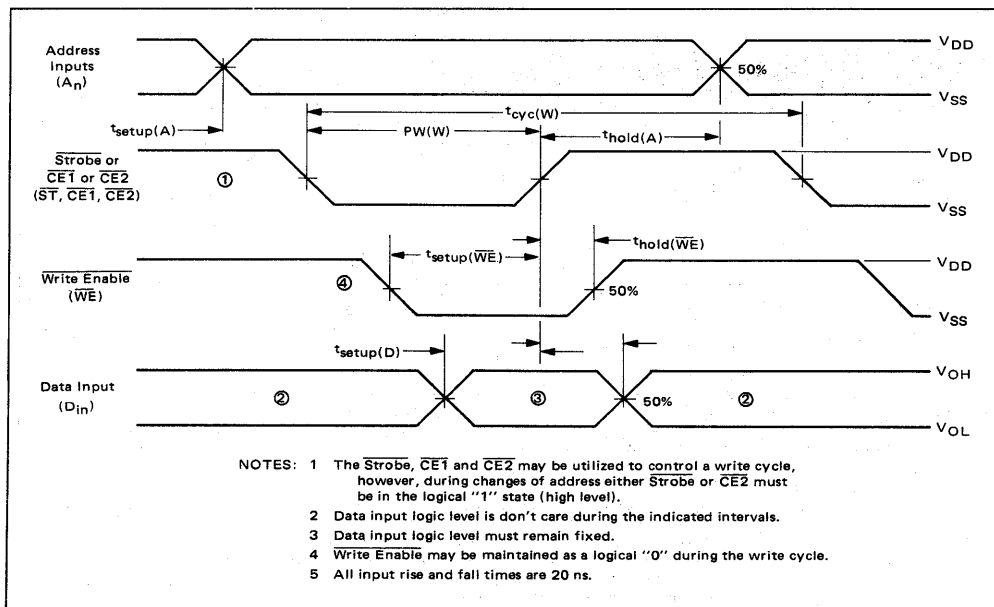 Address
Inputs
(An)
VDD
50%
VSS
tcyc(W)
tsetup(A)
PW(W)
thold(A)
Strobe or
CE1 or CE2
(ST, CE1, CE2)
①
VDD
VSS
tsetup(WE)
thold(WE)
Write Enable
(WE)
④
50%
VDD
VSS
tsetup(D)
Data Input
(Din)
②
③
50%
②
VOH
VOL
NOTES: 1 The Strobe, CE1 and CE2 may be utilized to control a write cycle,
however, during changes of address either Strobe or CE2 must
be in the logical "1" state (high level).
2 Data input logic level is don't care during the indicated intervals.
3 Data input logic level must remain fixed.
4 Write Enable may be maintained as a logical "0" during the write cycle.
5 All input rise and fall times are 20 ns.